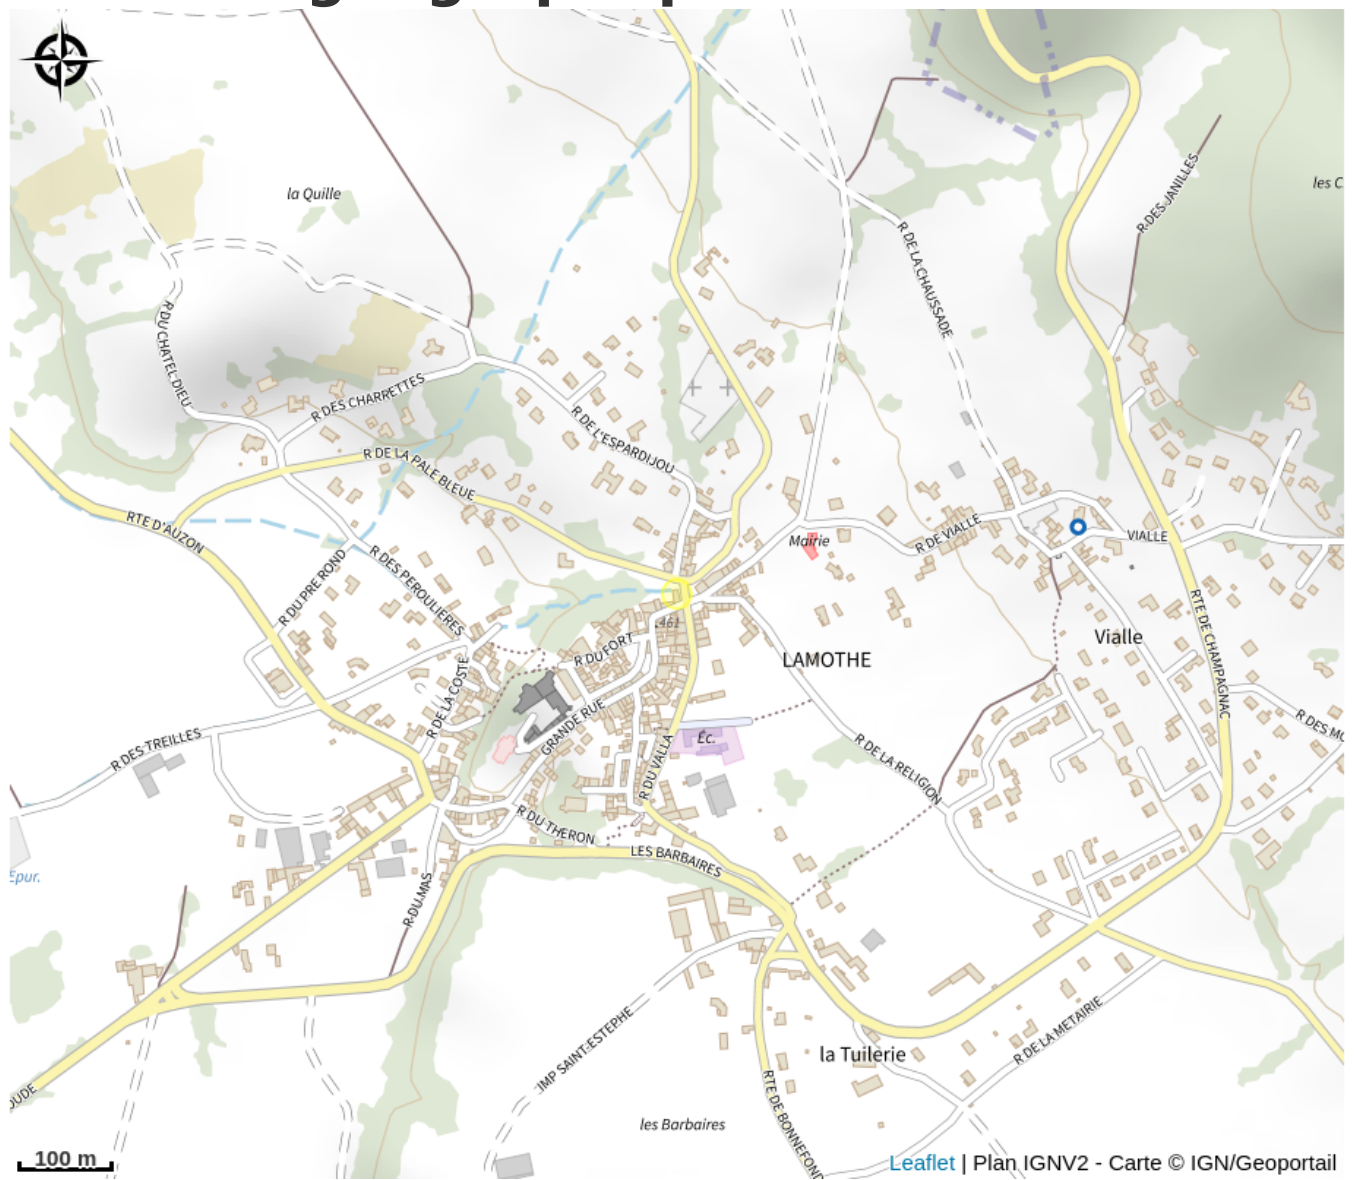 la Quille
R DES JANILLES
les C
R DE LA CHAUSSADE
R DU CHATEL DIEU
R DES CHARRETTES
R DE L'ESPARDIJOU
R DE LA PALE BLEUE
RTE D'AUZON
Mairie
R DE VIALLE
VIALLE
R DU PRE ROND
R DES PEROULIERES
461
R DU FORT
LAMOTHE
Vialle
RTE DE CHAMPAGNAC
R DE LA COSTE
GRANDE RUE
R DES TREILLES
Éc.
R DU VALLA
R DE LA RELIGION
R DES MO
R DU THERON
LES BARBAIRES
Epur.
R DU MAS
IMP SAINT-ESTEPHE
la Tuilerie
R DE LA METAIRIE
OUDE
RTE DE BONNEFOND
les Barbaires
100 m
Leaflet | Plan IGNV2 - Carte © IGN/Geoportail